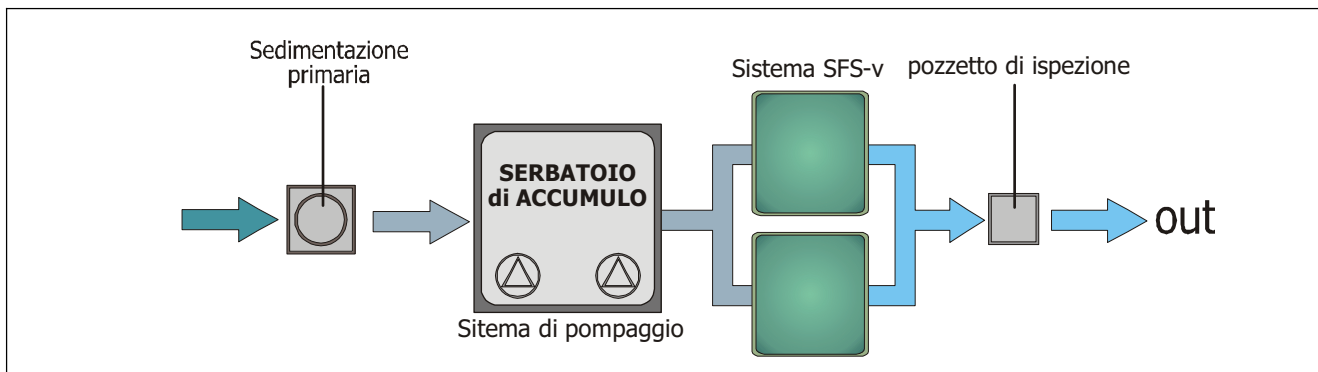 Sedimentazione
primaria
Sistema SFS-v
pozzetto di ispezione
SERBATOIO
di ACCUMULO
out
Sitema di pompaggio